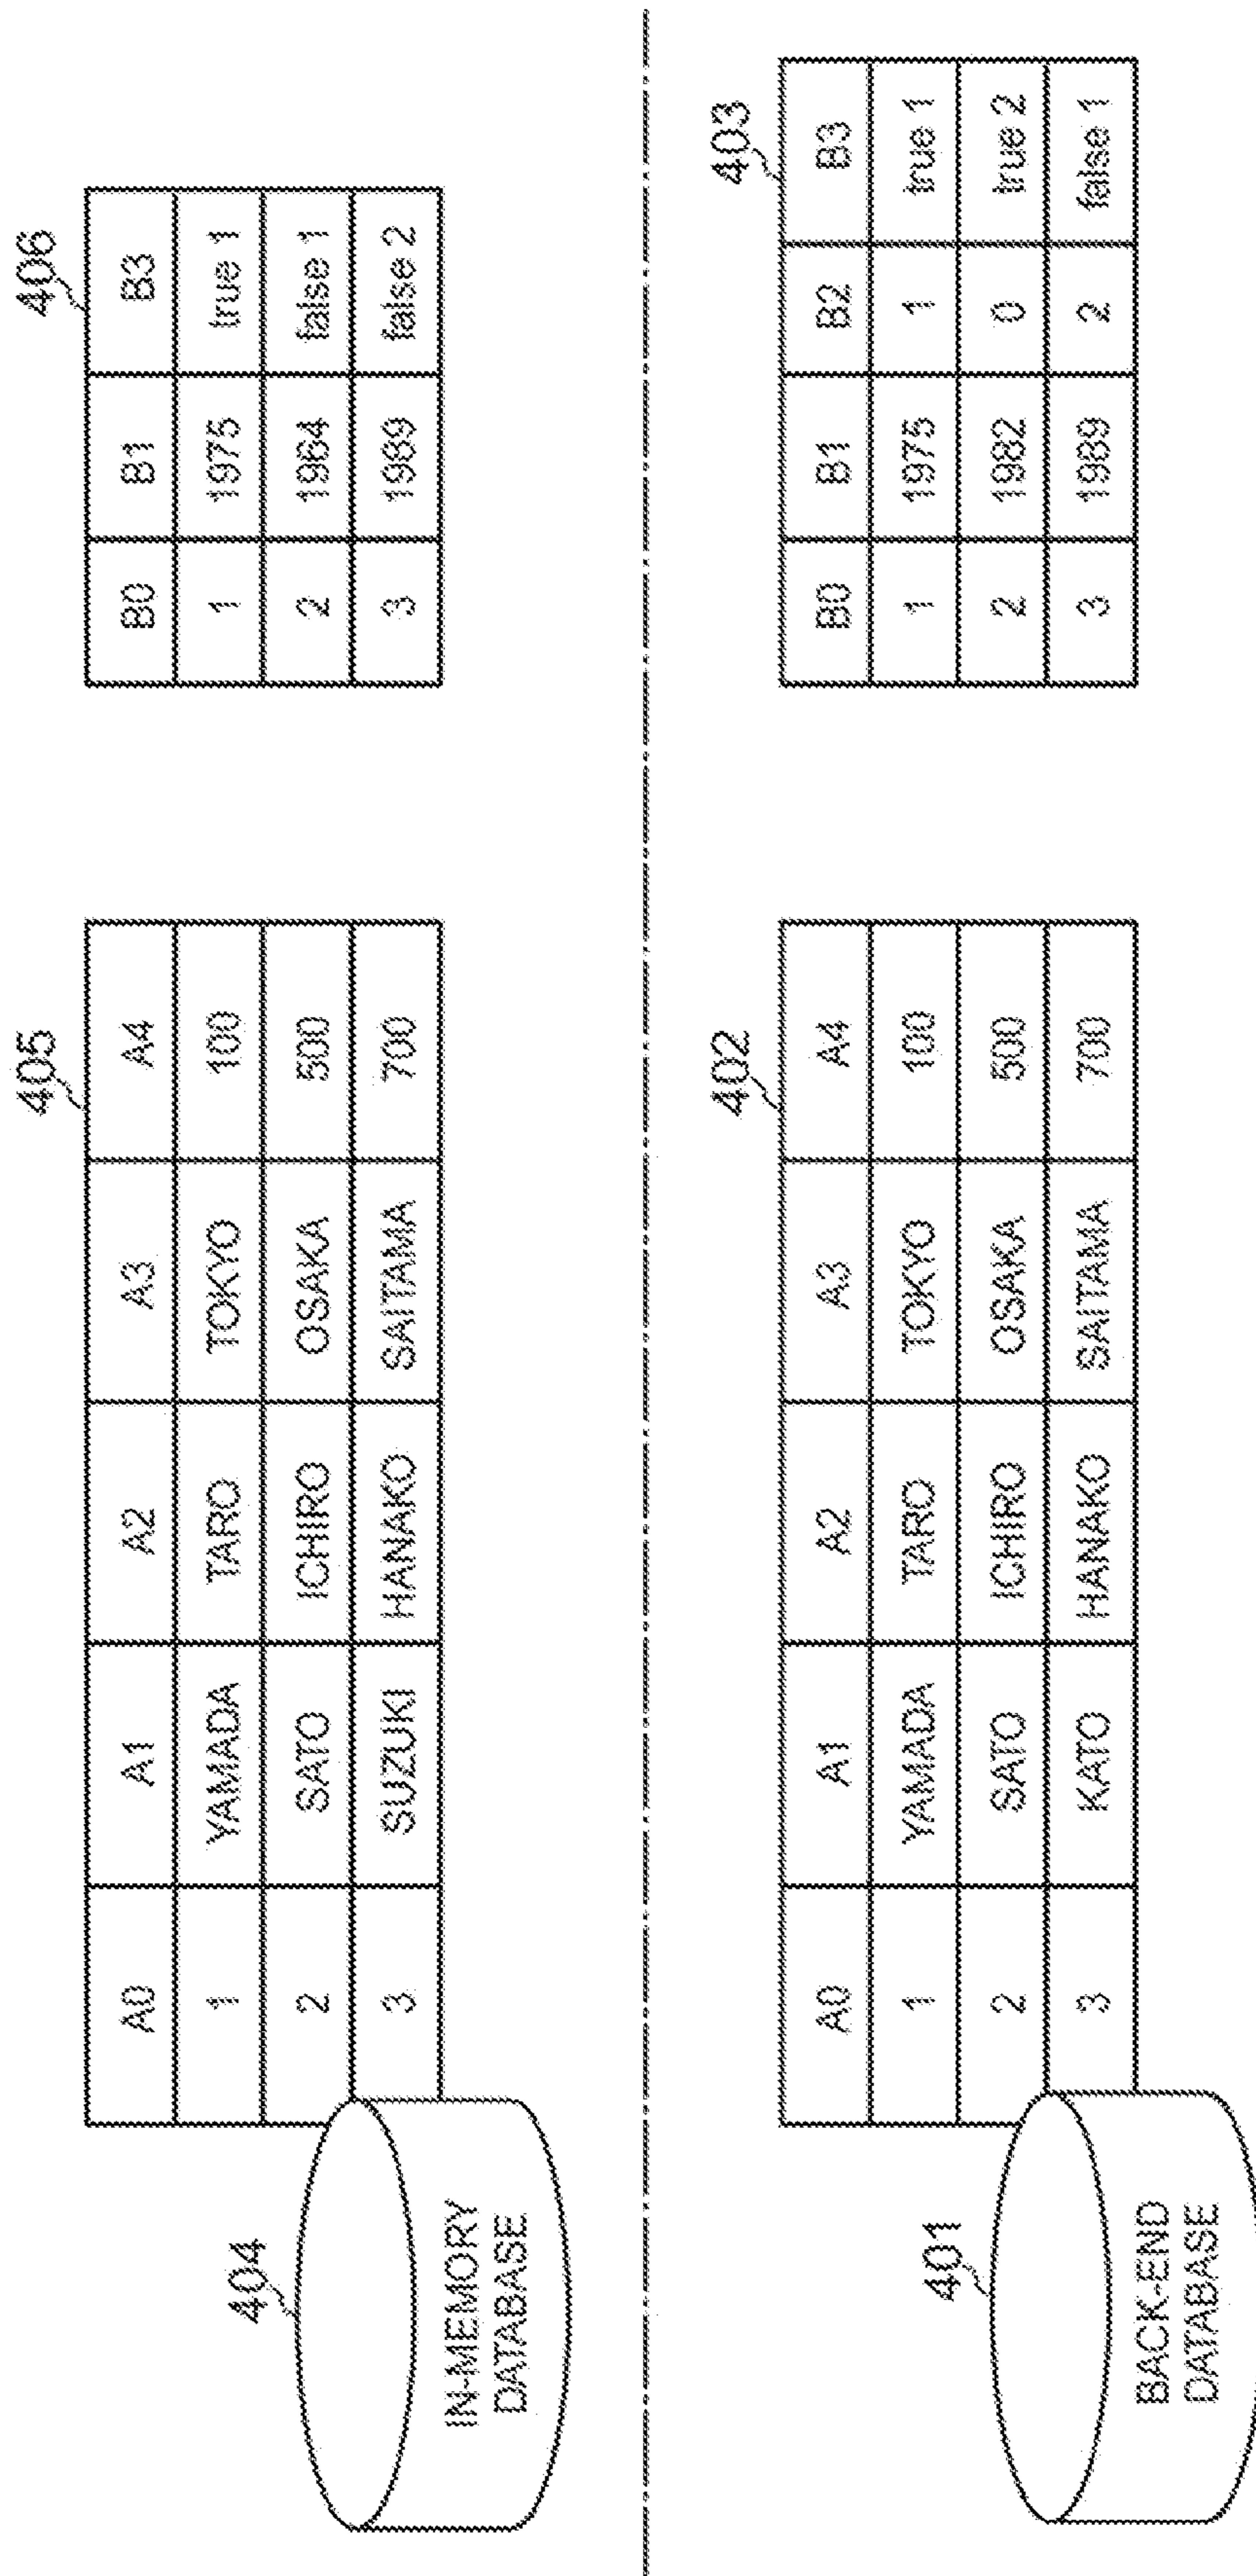 404
IN-MEMORY
DATABASE
405
A0 A1 A2 A3 A4
1 YAMADA TARO TOKYO 100
2 SATO ICHIRO OSAKA 500
3 SUZUKI HANAKO SAITAMA 700
406
B0 B1 B3
1 1975 true 1
2 1964 false 1
3 1989 false 2
401
BACK-END
DATABASE
402
A0 A1 A2 A3 A4
1 YAMADA TARO TOKYO 100
2 SATO ICHIRO OSAKA 500
3 KATO HANAKO SAITAMA 700
403
B0 B1 B2 B3
1 1975 1 true 1
2 1982 0 true 2
3 1989 2 false 1